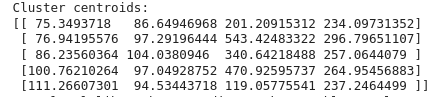 Cluster centroids:
[[ 75.3493718   86.64946968 201.20915312 234.09731352]
 [ 76.94195576  97.29196444 543.42483322 296.79651107]
 [ 86.23560364 104.0380946  340.64218488 257.0644079 ]
 [100.76210264  97.04928752 470.92595737 264.95456883]
 [111.26607301  94.53443718 119.05775541 237.2464499 ]]